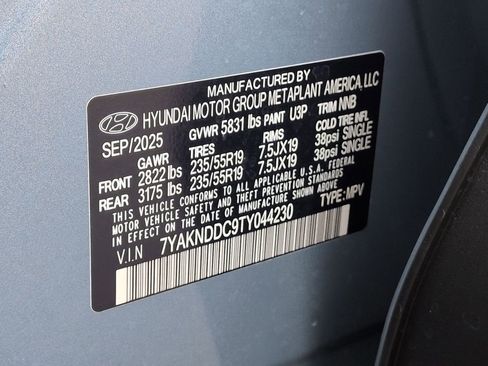 MANUFACTURED BY
HYUNDAI MOTOR GROUP METAPLANT AMERICA, LLC
SEP/2025 GVWR 5831 lbs PAINT U3P TRIM NNB
GAWR TIRES RIMS COLD TIRE INFL
FRONT 2822 lbs 235/55R19 7.5JX19 38psi SINGLE
REAR 3175 lbs 235/55R19 7.5JX19 38psi SINGLE
THIS VEHICLE CONFORMS TO ALL APPLICABLE U.S.A. FEDERAL
MOTOR VEHICLE SAFETY, BUMPER, AND THEFT PREVENTION
STANDARDS IN EFFECT ON THE DATE OF MANUFACTURE SHOWN ABOVE
V.I.N 7YAKNDDC9TY044230 TYPE:MPV